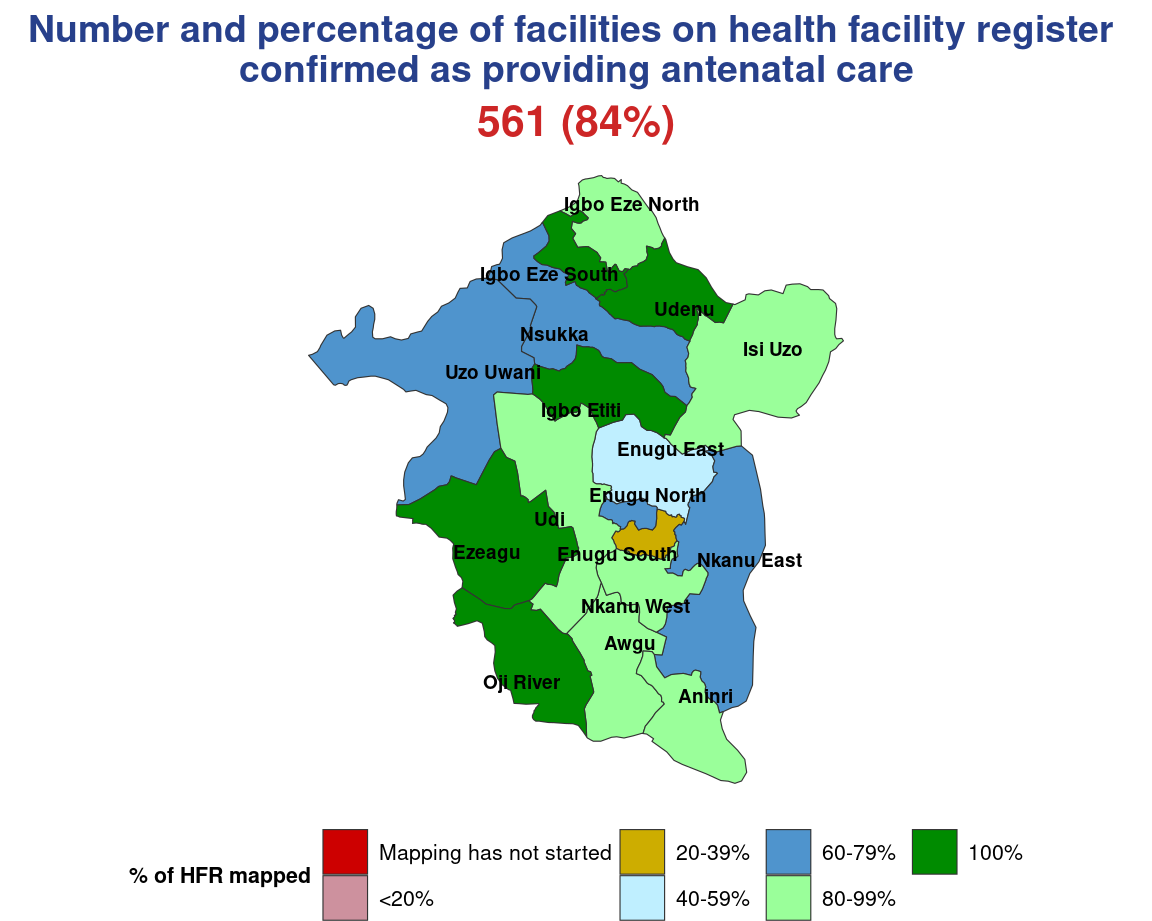 Number and percentage of facilities on health facility register
confirmed as providing antenatal care
561 (84%)
Igbo Eze North
Igbo Eze South
Udenu
Nsukka
Isi Uzo
Uzo Uwani
Igbo Etiti
Enugu East
Enugu North
Udi
Ezeagu
Enugu South
Nkanu East
Nkanu West
Awgu
Oji River
Aninri
% of HFR mapped
Mapping has not started
<20%
20-39%
40-59%
60-79%
80-99%
100%